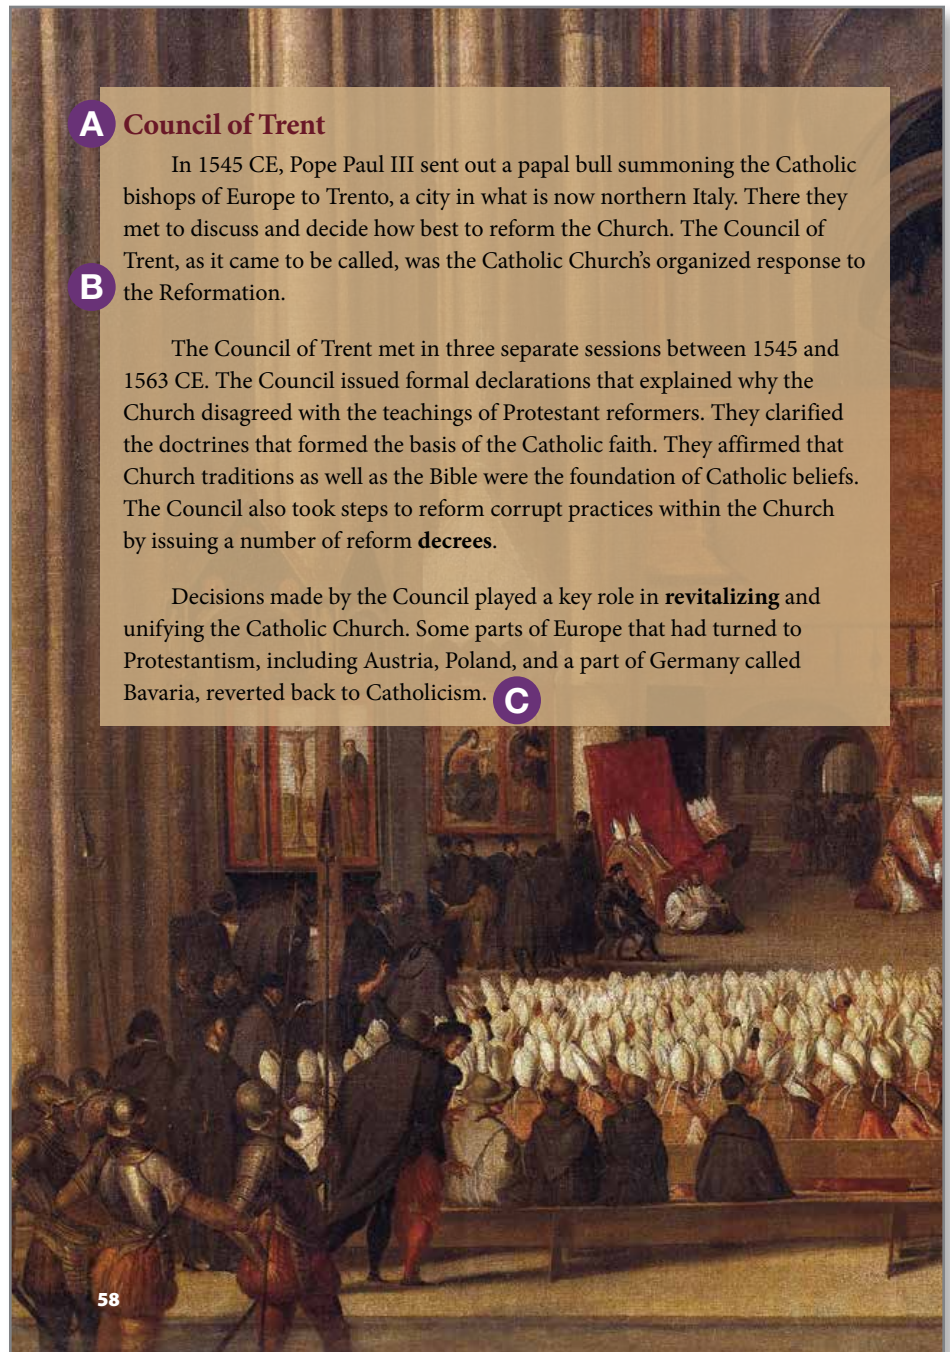 A Council of Trent
In 1545 CE, Pope Paul III sent out a papal bull summoning the Catholic
bishops of Europe to Trento, a city in what is now northern Italy. There they
met to discuss and decide how best to reform the Church. The Council of
Trent, as it came to be called, was the Catholic Church’s organized response to
B the Reformation.
The Council of Trent met in three separate sessions between 1545 and
1563 CE. The Council issued formal declarations that explained why the
Church disagreed with the teachings of Protestant reformers. They clarified
the doctrines that formed the basis of the Catholic faith. They affirmed that
Church traditions as well as the Bible were the foundation of Catholic beliefs.
The Council also took steps to reform corrupt practices within the Church
by issuing a number of reform decrees.
Decisions made by the Council played a key role in revitalizing and
unifying the Catholic Church. Some parts of Europe that had turned to
Protestantism, including Austria, Poland, and a part of Germany called
Bavaria, reverted back to Catholicism. C
58